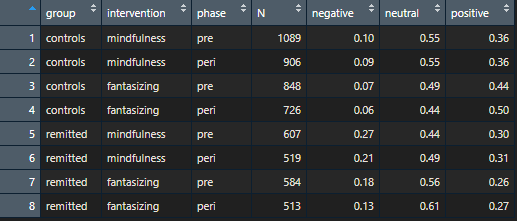 group intervention phase N negative neutral positive
1 controls mindfulness pre 1089 0.10 0.55 0.36
2 controls mindfulness peri 906 0.09 0.55 0.36
3 controls fantasizing pre 848 0.07 0.49 0.44
4 controls fantasizing peri 726 0.06 0.44 0.50
5 remitted mindfulness pre 607 0.27 0.44 0.30
6 remitted mindfulness peri 519 0.21 0.49 0.31
7 remitted fantasizing pre 584 0.18 0.56 0.26
8 remitted fantasizing peri 513 0.13 0.61 0.27